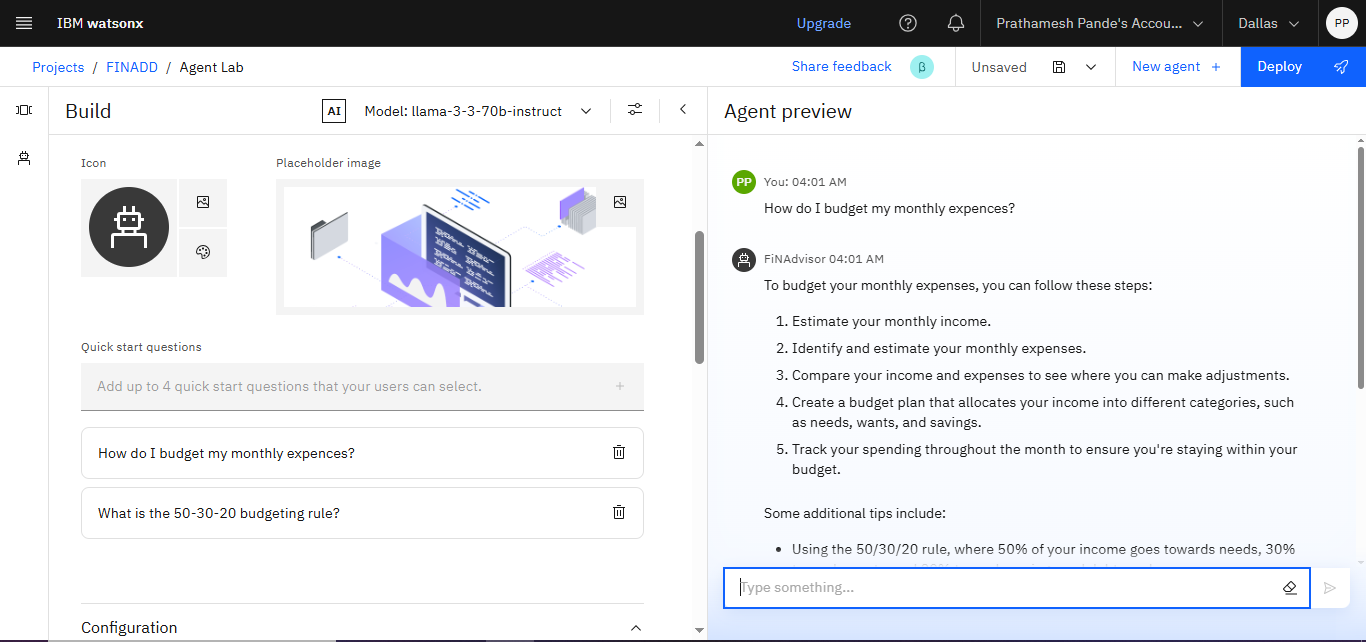 IBM watsonx
Upgrade
Prathamesh Pande's Accou...
Dallas
PP
Projects / FINADD / Agent Lab
Share feedback
β
Unsaved
New agent +
Deploy
Build
AI
Model: llama-3-3-70b-instruct
Icon
Placeholder image
Quick start questions
Add up to 4 quick start questions that your users can select.
How do I budget my monthly expences?
What is the 50-30-20 budgeting rule?
Configuration
Agent preview
PP
You: 04:01 AM
How do I budget my monthly expences?
FiNAdvisor 04:01 AM
To budget your monthly expenses, you can follow these steps:
1. Estimate your monthly income.
2. Identify and estimate your monthly expenses.
3. Compare your income and expenses to see where you can make adjustments.
4. Create a budget plan that allocates your income into different categories, such
as needs, wants, and savings.
5. Track your spending throughout the month to ensure you're staying within your
budget.
Some additional tips include:
• Using the 50/30/20 rule, where 50% of your income goes towards needs, 30%
Type something...